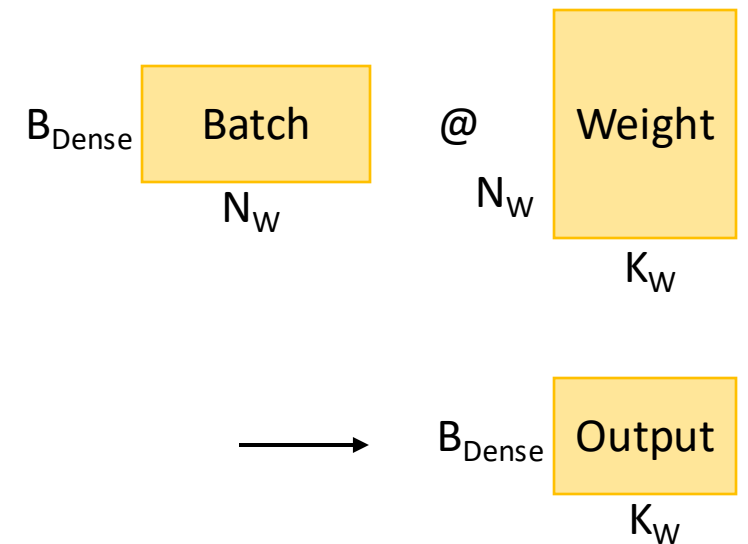 B_Dense Batch @ Weight
N_W N_W
K_W
B_Dense Output
K_W